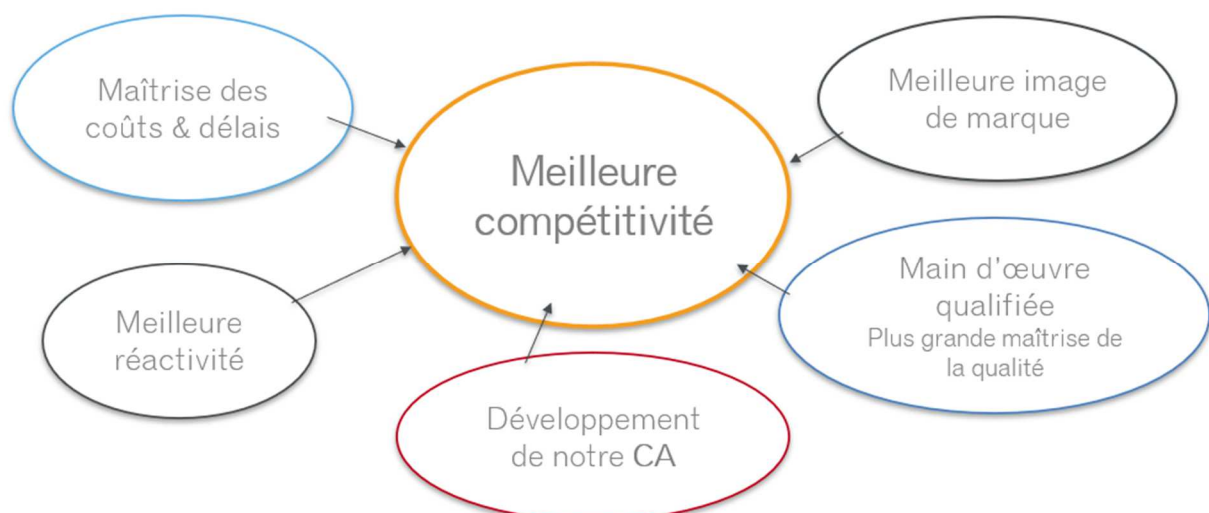 Maîtrise des
coûts & délais
Meilleure image
de marque
Meilleure
compétitivité
Main d'œuvre
qualifiée
Plus grande maîtrise de
la qualité
Meilleure
réactivité
Développement
de notre CA